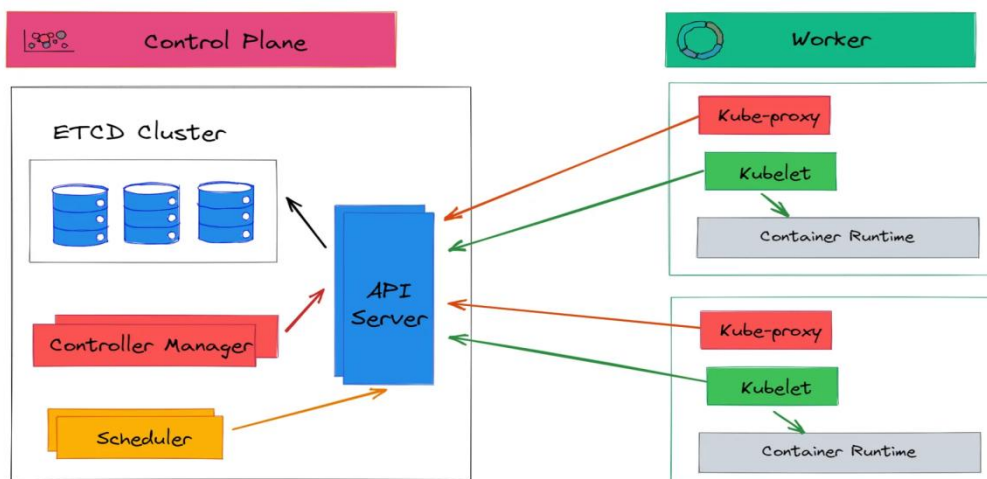 Control Plane
Worker
ETCD Cluster
API
Server
Controller Manager
Scheduler
Kube-proxy
Kubelet
Container Runtime
Kube-proxy
Kubelet
Container Runtime